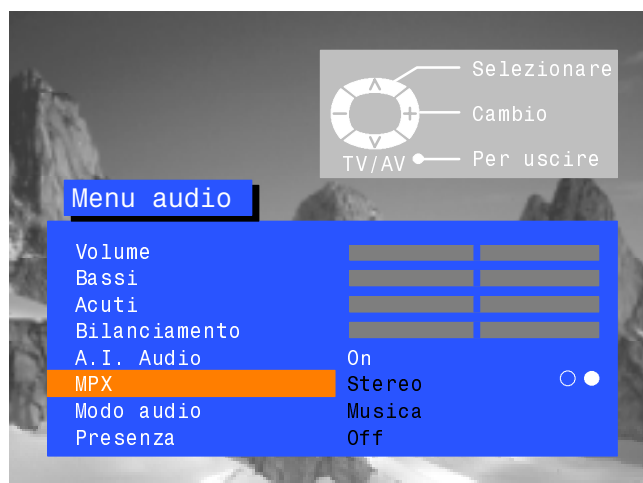 Selezionare
Cambio
TV/AV Per uscire
Menu audio
Volume
Bassi
Acuti
Bilanciamento
A.I. Audio On
MPX Stereo
Modo audio Musica
Presenza Off